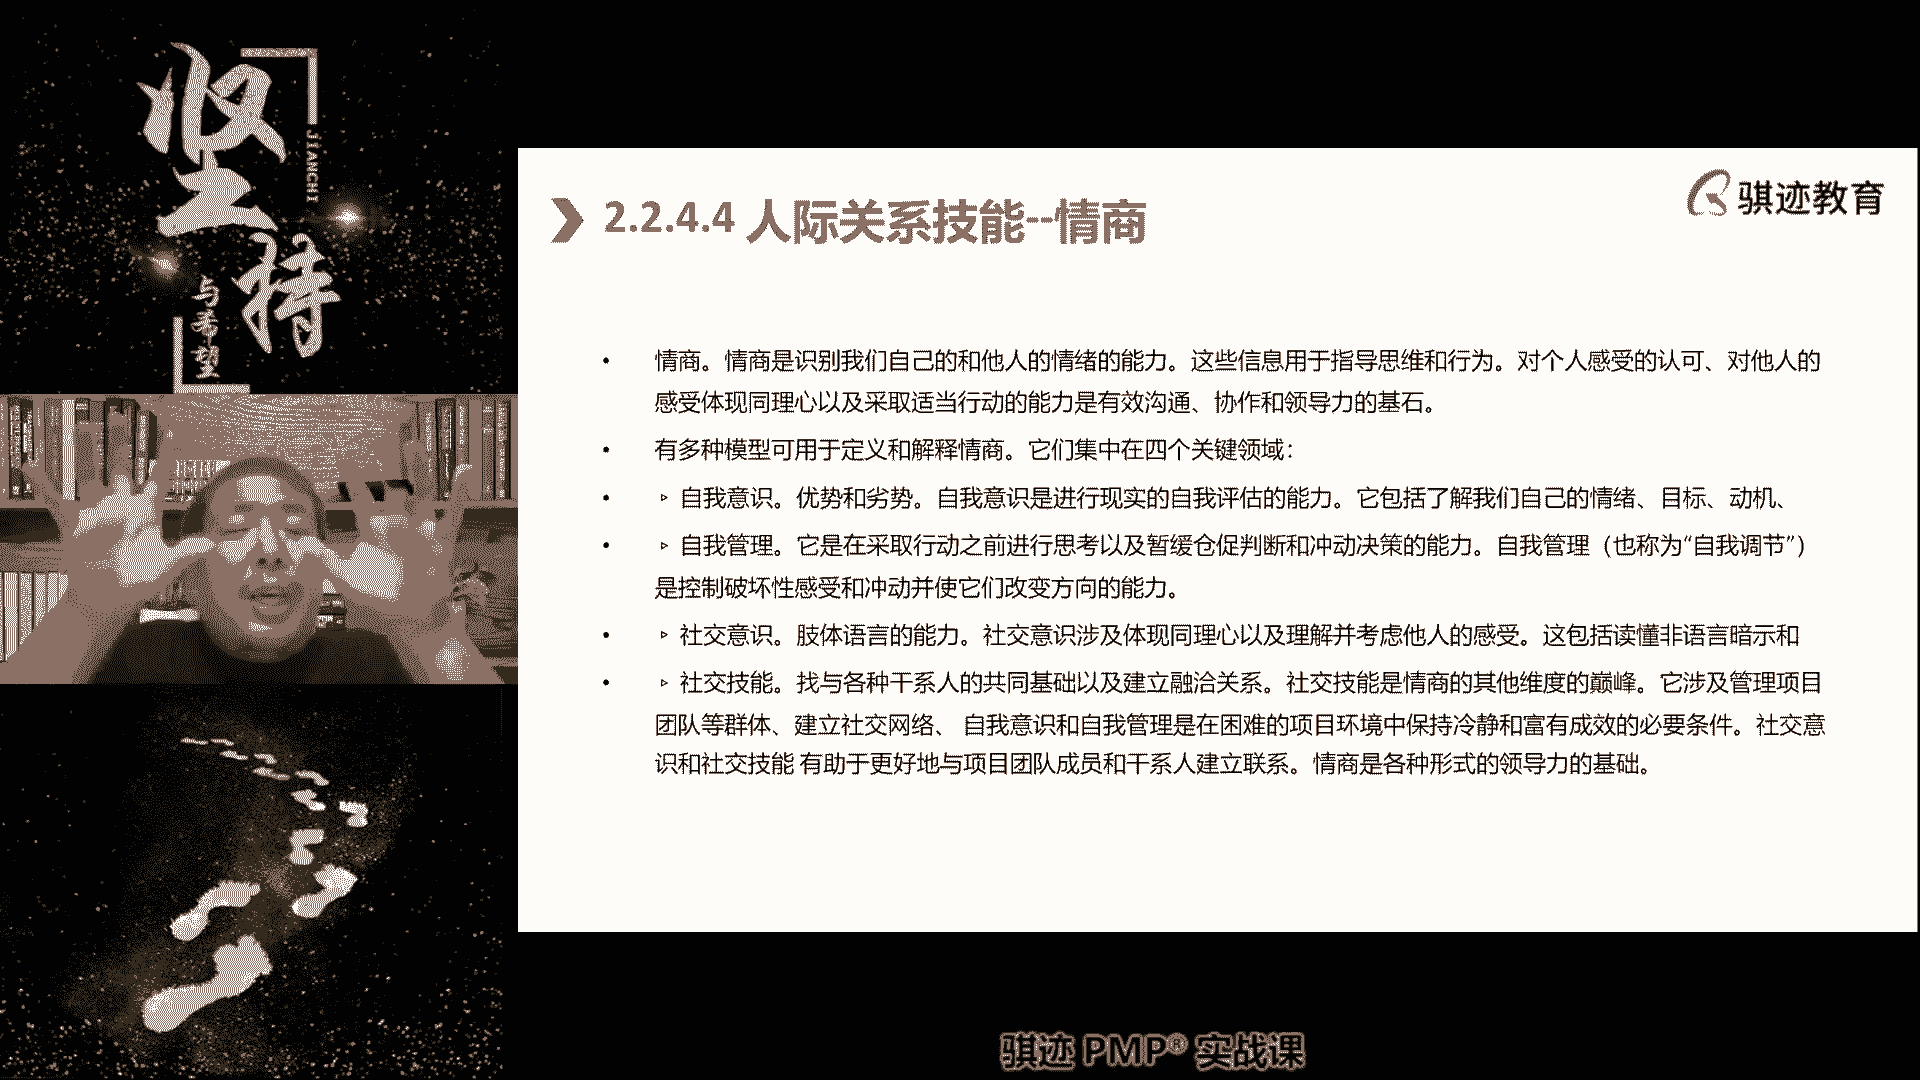 坚持
JIANCHI
与希望
骐迹教育
2.2.4.4 人际关系技能--情商
• 情商。情商是识别我们自己的和他人的情绪的能力。这些信息用于指导思维和行为。对个人感受的认可、对他人的
感受体现同理心以及采取适当行动的能力是有效沟通、协作和领导力的基石。
• 有多种模型可用于定义和解释情商。它们集中在四个关键领域：
• ▹ 自我意识。优势和劣势。自我意识是进行现实的自我评估的能力。它包括了解我们自己的情绪、目标、动机、
• ▹ 自我管理。它是在采取行动之前进行思考以及暂缓仓促判断和冲动决策的能力。自我管理（也称为“自我调节”）
是控制破坏性感受和冲动并使它们改变方向的能力。
• ▹ 社交意识。肢体语言的能力。社交意识涉及体现同理心以及理解并考虑他人的感受。这包括读懂非语言暗示和
• ▹ 社交技能。找与各种干系人的共同基础以及建立融洽关系。社交技能是情商的其他维度的巅峰。它涉及管理项目
团队等群体、建立社交网络、 自我意识和自我管理是在困难的项目环境中保持冷静和富有成效的必要条件。社交意
识和社交技能 有助于更好地与项目团队成员和干系人建立联系。情商是各种形式的领导力的基础。
骐迹 PMP® 实战课